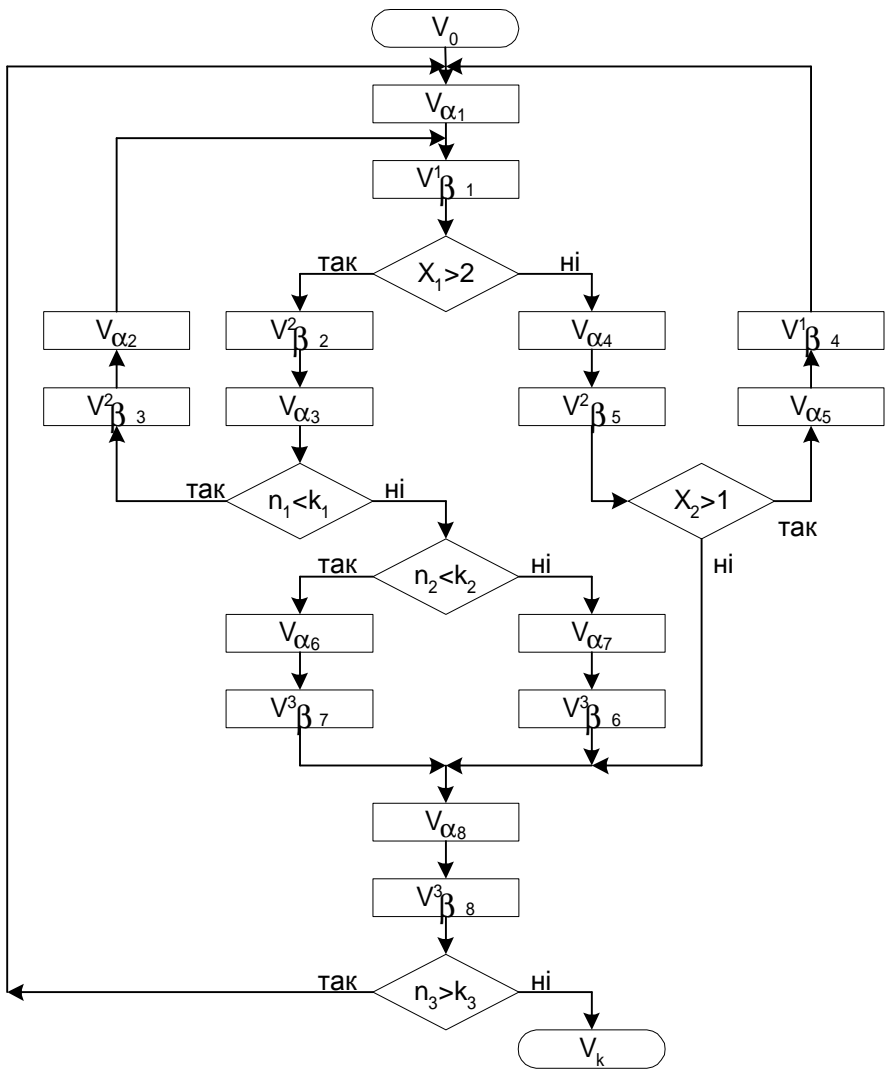 V₀
Vα₁
V¹β₁
так X₁>2 ні
Vα₂ V²β₂ Vα₄ V¹β₄
V²β₃ Vα₃ V²β₅ Vα₅
так n₁<k₁ ні X₂>1 так
так n₂<k₂ ні ні
Vα₆ Vα₇
V³β₇ V³β₆
Vα₈
V³β₈
так n₃>k₃ ні
Vₖ